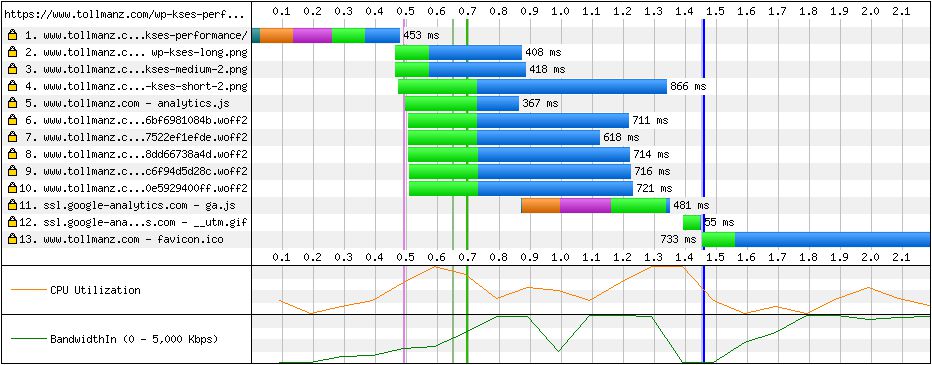 https://www.tollmanz.com/wp-kses-perf... 0.1 0.2 0.3 0.4 0.5 0.6 0.7 0.8 0.9 1.0 1.1 1.2 1.3 1.4 1.5 1.6 1.7 1.8 1.9 2.0 2.1
1. www.tollmanz.c...kses-performance/ 453 ms
2. www.tollmanz.c... wp-kses-long.png 408 ms
3. www.tollmanz.c...kses-medium-2.png 418 ms
4. www.tollmanz.c...-kses-short-2.png 866 ms
5. www.tollmanz.com - analytics.js 367 ms
6. www.tollmanz.c...6bf6981084b.woff2 711 ms
7. www.tollmanz.c...7522ef1efde.woff2 618 ms
8. www.tollmanz.c...8dd66738a4d.woff2 714 ms
9. www.tollmanz.c...c6f94d5d28c.woff2 716 ms
10. www.tollmanz.c...0e5929400ff.woff2 721 ms
11. ssl.google-analytics.com - ga.js 481 ms
12. ssl.google-ana...s.com - __utm.gif 55 ms
13. www.tollmanz.com - favicon.ico 733 ms
0.1 0.2 0.3 0.4 0.5 0.6 0.7 0.8 0.9 1.0 1.1 1.2 1.3 1.4 1.5 1.6 1.7 1.8 1.9 2.0 2.1
CPU Utilization
BandwidthIn (0 - 5,000 Kbps)